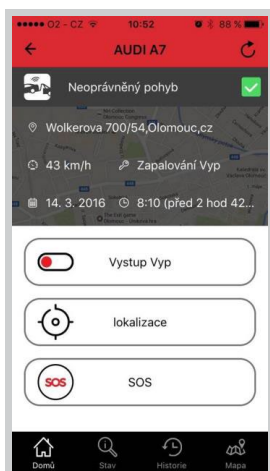 O2 - CZ 10:52 88 %
AUDI A7
Neoprávněný pohyb
Wolkerova 700/54,Olomouc,cz
43 km/h Zapalování Vyp
14. 3. 2016 8:10 (před 2 hod 42...
Vystup Vyp
lokalizace
SOS SOS
Domů Stav Historie Mapa